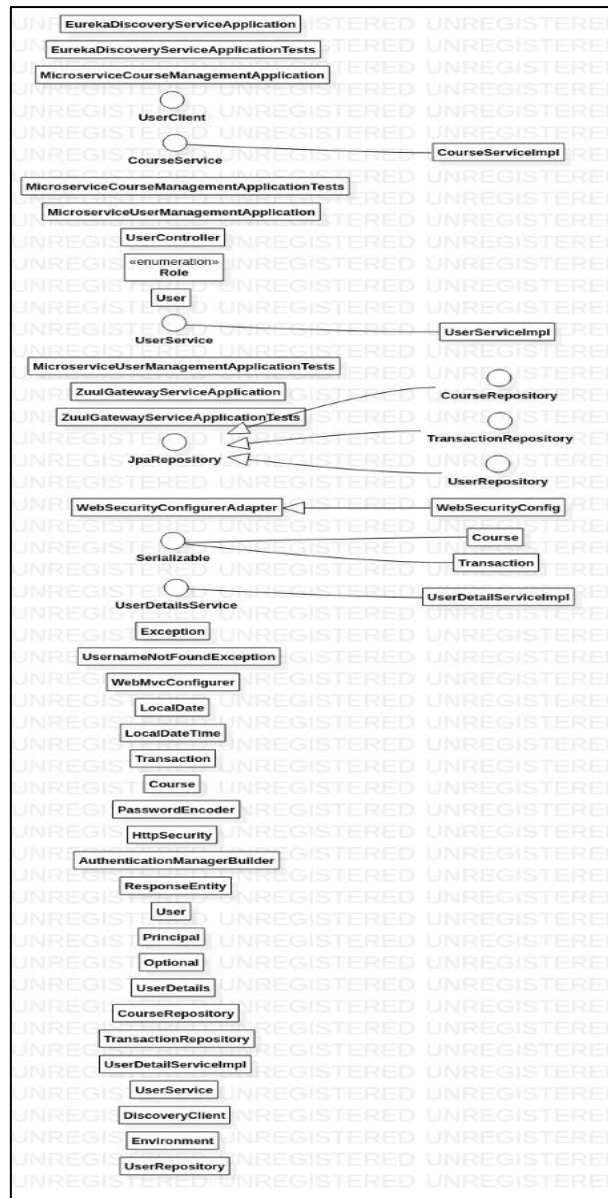 EurekaDiscoveryServiceApplication
EurekaDiscoveryServiceApplicationTests
MicroserviceCourseManagementApplication
UserClient
CourseService
CourseServiceImpl
MicroserviceCourseManagementApplicationTests
MicroserviceUserManagementApplication
UserController
«enumeration»
Role
User
UserService
UserServiceImpl
MicroserviceUserManagementApplicationTests
ZuulGatewayServiceApplication
CourseRepository
ZuulGatewayServiceApplicationTests
TransactionRepository
JpaRepository
UserRepository
WebSecurityConfigurerAdapter
WebSecurityConfig
Course
Serializable
Transaction
UserDetailsService
UserDetailServiceImpl
Exception
UsernameNotFoundException
WebMvcConfigurer
LocalDate
LocalDateTime
Transaction
Course
PasswordEncoder
HttpSecurity
AuthenticationManagerBuilder
ResponseEntity
User
Principal
Optional
UserDetails
CourseRepository
TransactionRepository
UserDetailServiceImpl
UserService
DiscoveryClient
Environment
UserRepository
UNREGISTERED